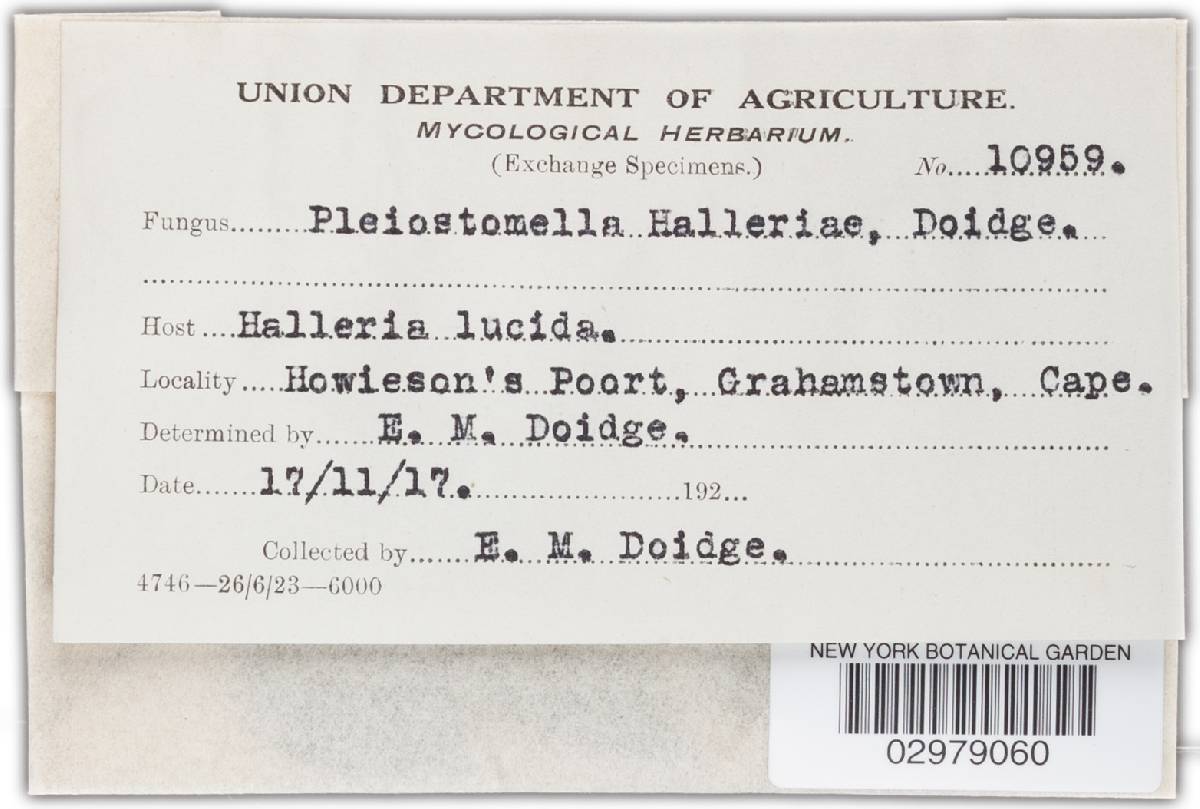 UNION DEPARTMENT OF AGRICULTURE.
MYCOLOGICAL HERBARIUM.
(Exchange Specimens.)
No.....10959.
Fungus.........Pleiostomella Halleriae, Doidge.
Host ....Halleria lucida.
Locality.....Howieson's Poort, Grahamstown, Cape.
Determined by.......E. M. Doidge.
Date.......17/11/17.........................192...
Collected by.......E. M. Doidge.
4746—26/6/23—6000
NEW YORK BOTANICAL GARDEN
02979060